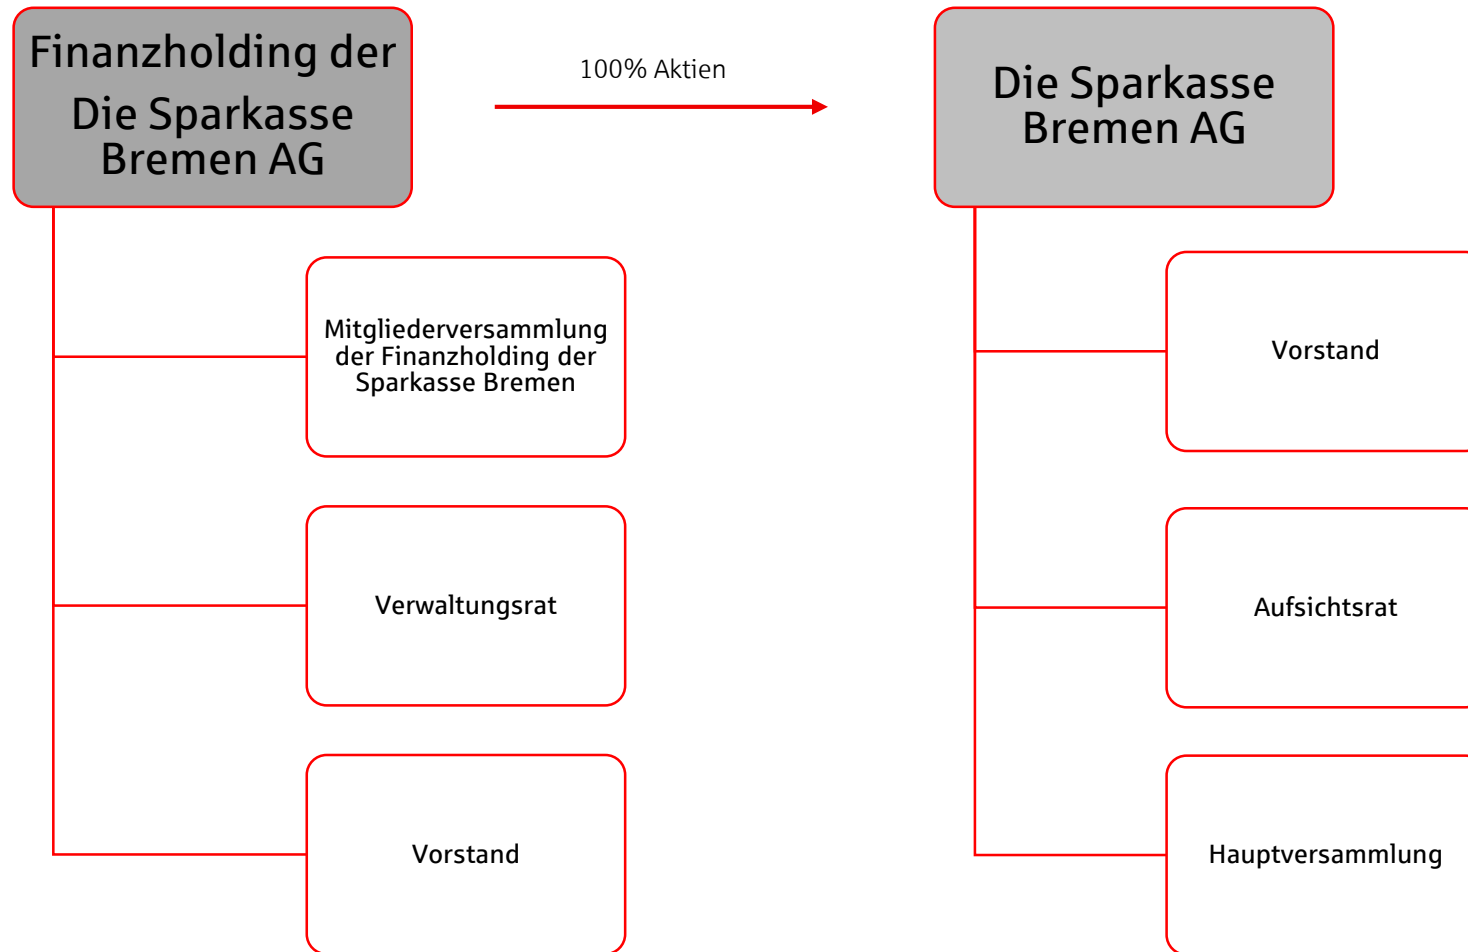 Finanzholding der
Die Sparkasse
Bremen AG
100% Aktien
Die Sparkasse
Bremen AG
Mitgliederversammlung
der Finanzholding der
Sparkasse Bremen
Verwaltungsrat
Vorstand
Vorstand
Aufsichtsrat
Hauptversammlung